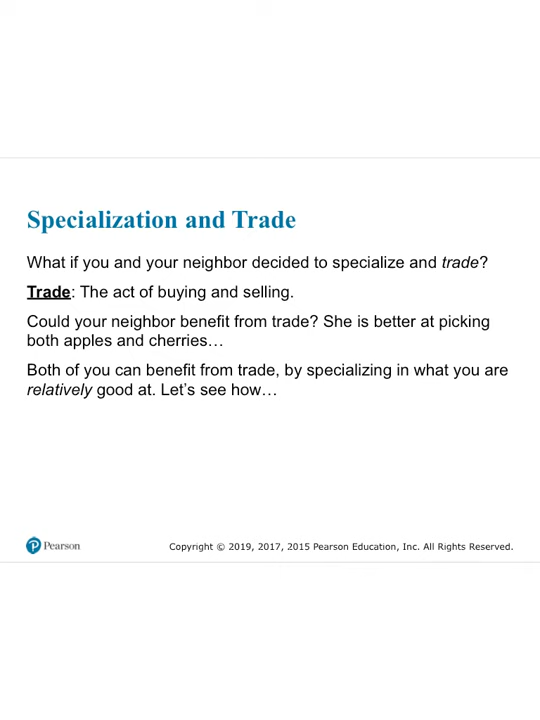 Specialization and Trade
What if you and your neighbor decided to specialize and trade?
Trade: The act of buying and selling.
Could your neighbor benefit from trade? She is better at picking
both apples and cherries…
Both of you can benefit from trade, by specializing in what you are
relatively good at. Let’s see how…
P Pearson
Copyright © 2019, 2017, 2015 Pearson Education, Inc. All Rights Reserved.